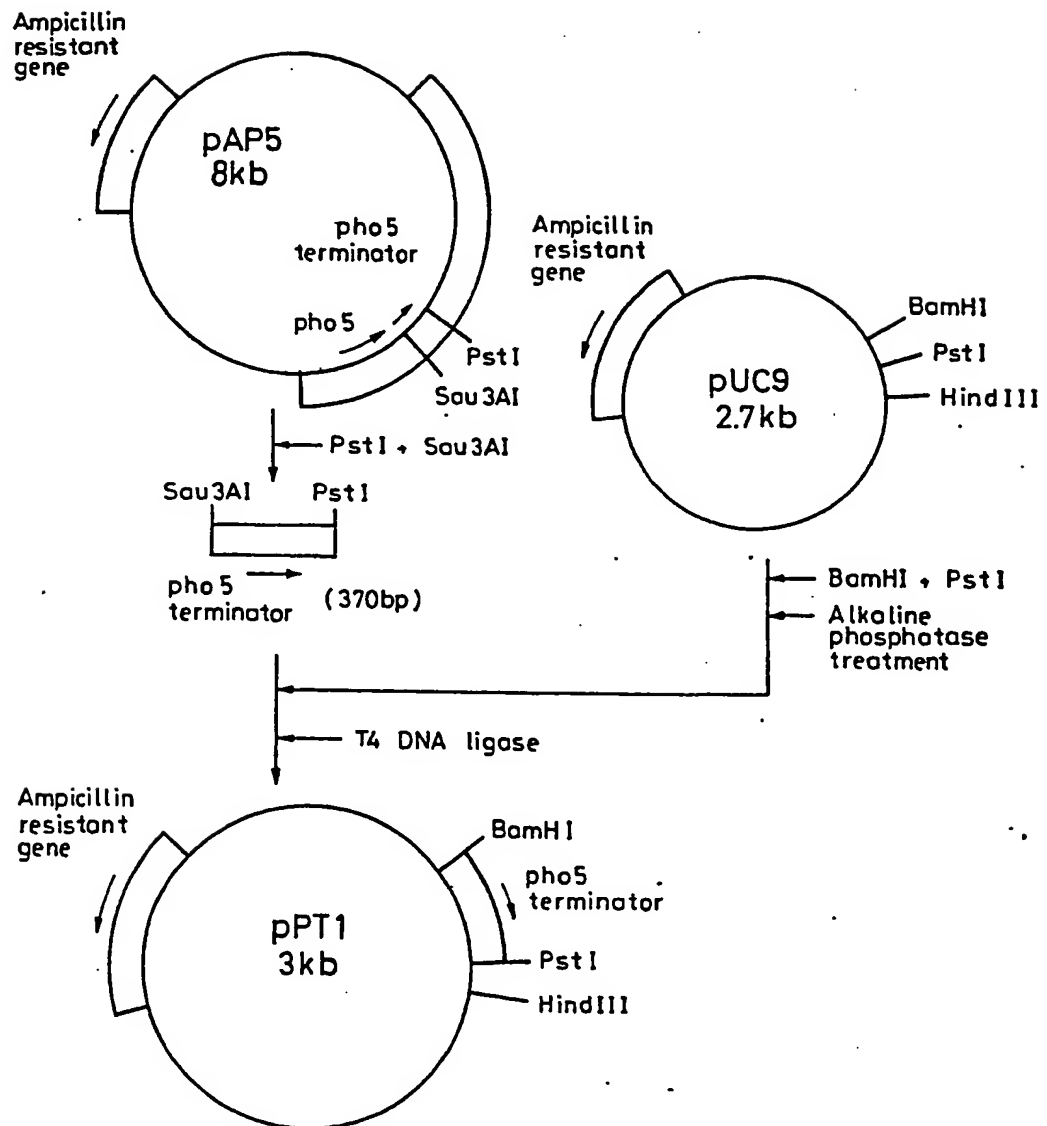 Ampicillin
resistant
gene
pAP5
8kb
pho5
terminator
pho5
PstI
Sau3AI
Ampicillin
resistant
gene
pUC9
2.7kb
BamHI
PstI
HindIII
PstI + Sau3AI
Sau3AI PstI
pho5
terminator
(370bp)
BamHI + PstI
Alkaline
phosphatase
treatment
T4 DNA ligase
Ampicillin
resistant
gene
pPT1
3kb
BamHI
pho5
terminator
PstI
HindIII